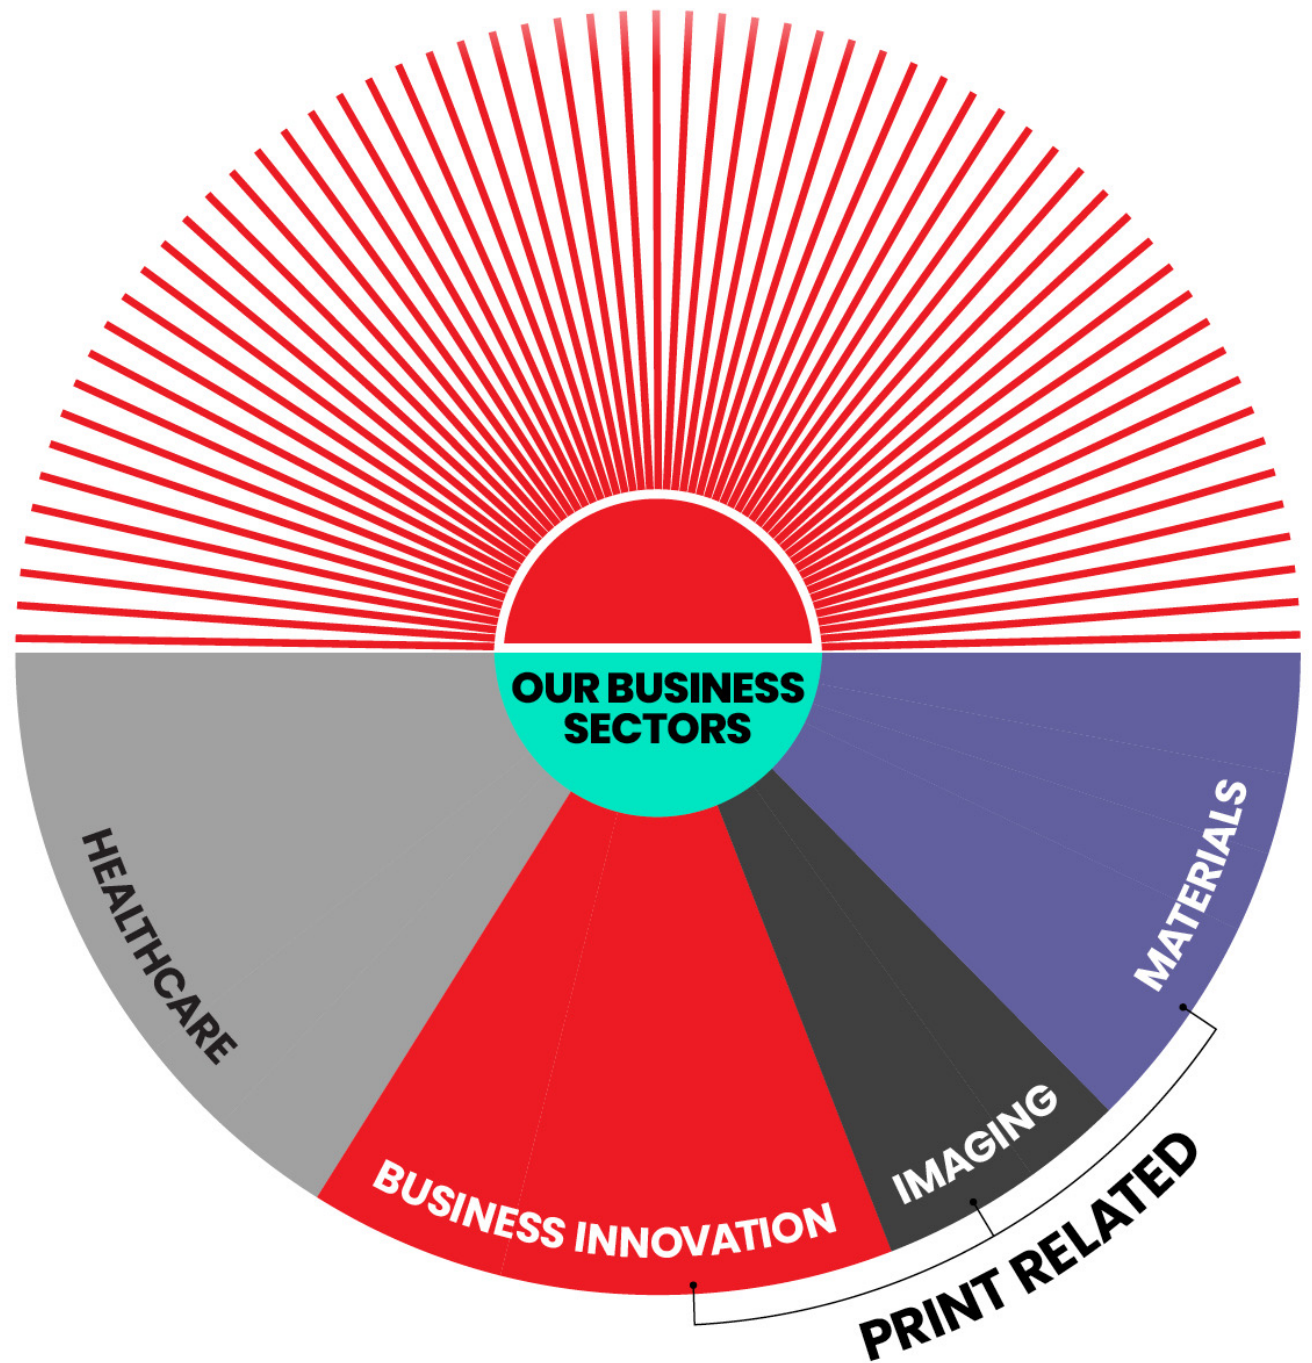 OUR BUSINESS
SECTORS
HEALTHCARE
BUSINESS INNOVATION
IMAGING
MATERIALS
PRINT RELATED